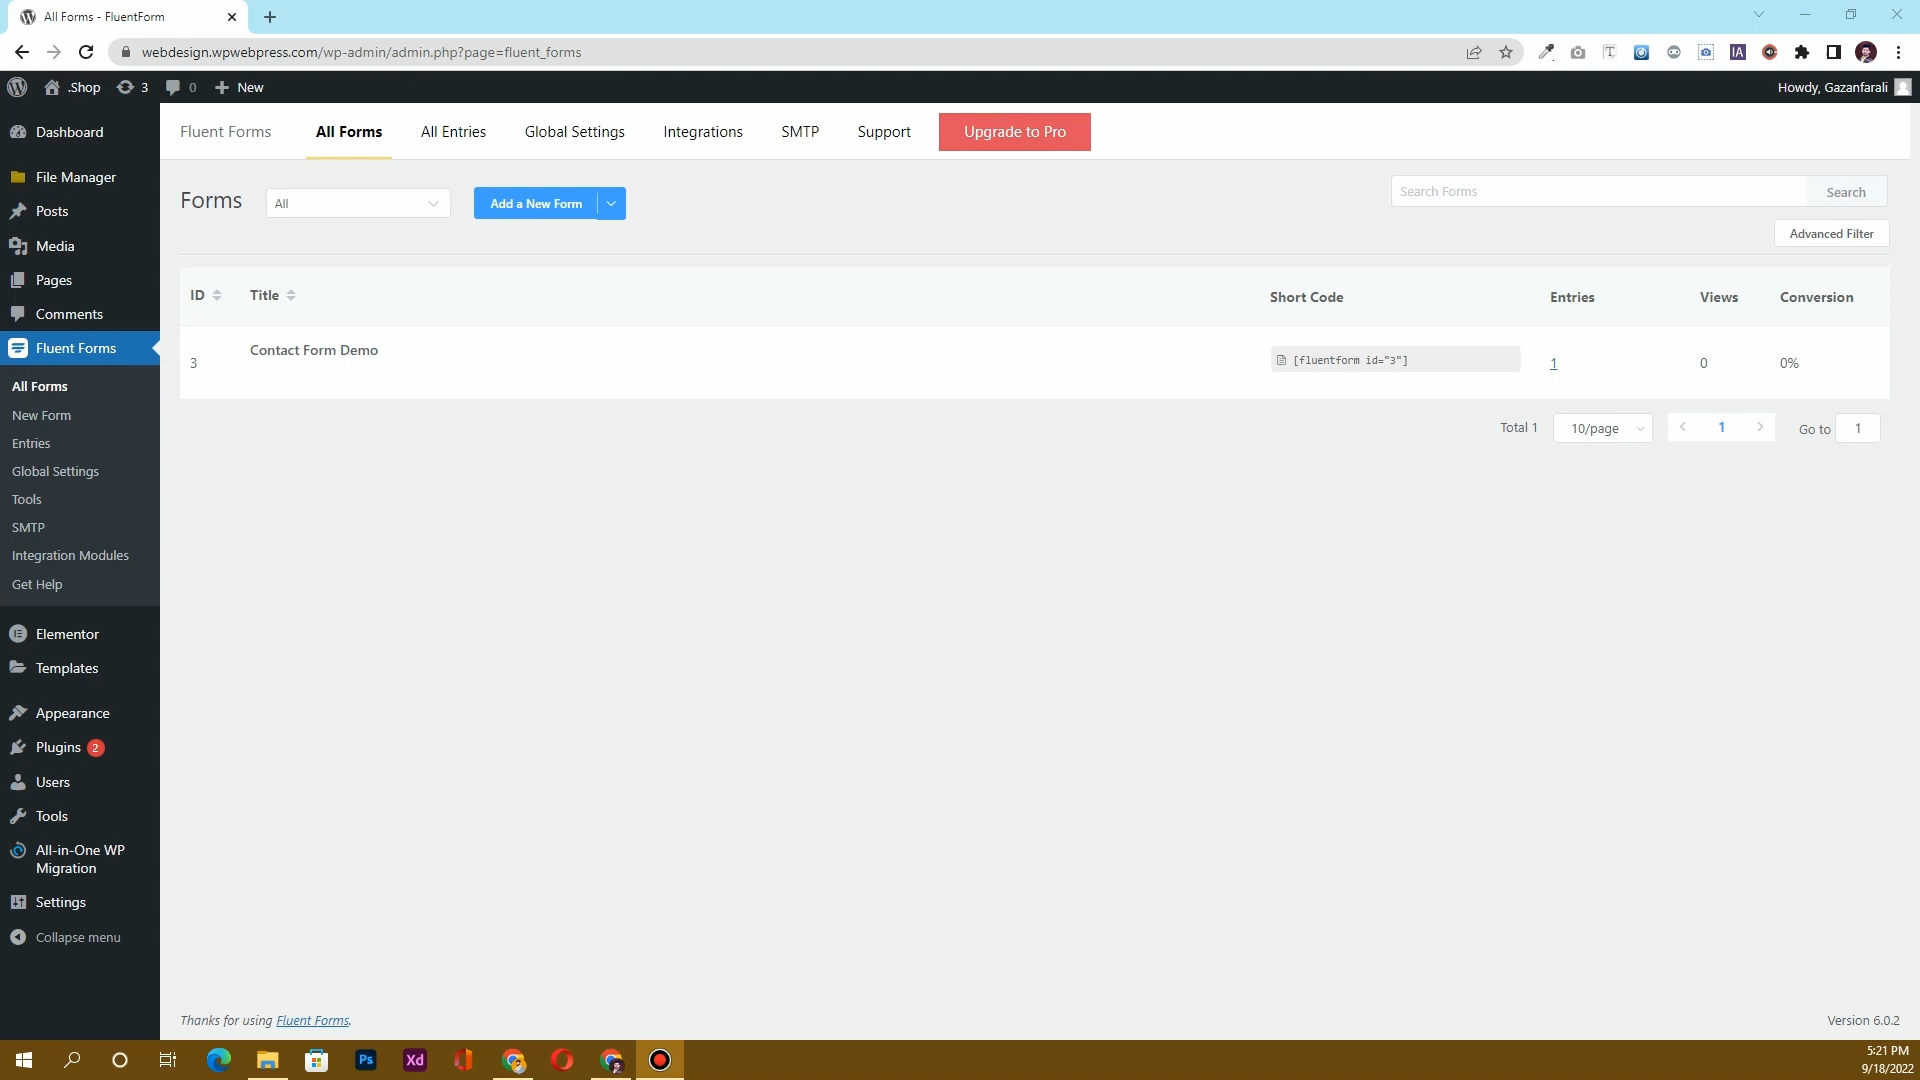 All Forms - FluentForm
webdesign.wpwebpress.com/wp-admin/admin.php?page=fluent_forms
.Shop 3 0 New
Howdy, Gazanfarali
Dashboard
File Manager
Posts
Media
Pages
Comments
Fluent Forms
All Forms
New Form
Entries
Global Settings
Tools
SMTP
Integration Modules
Get Help
Elementor
Templates
Appearance
Plugins 2
Users
Tools
All-in-One WP
Migration
Settings
Collapse menu
Fluent Forms All Forms All Entries Global Settings Integrations SMTP Support Upgrade to Pro
Forms All Add a New Form
Search Forms Search
Advanced Filter
ID Title Short Code Entries Views Conversion
3 Contact Form Demo [fluentform id="3"] 1 0 0%
Total 1 10/page 1 Go to 1
Thanks for using Fluent Forms.
Version 6.0.2
Ps Xd
5:21 PM
9/18/2022